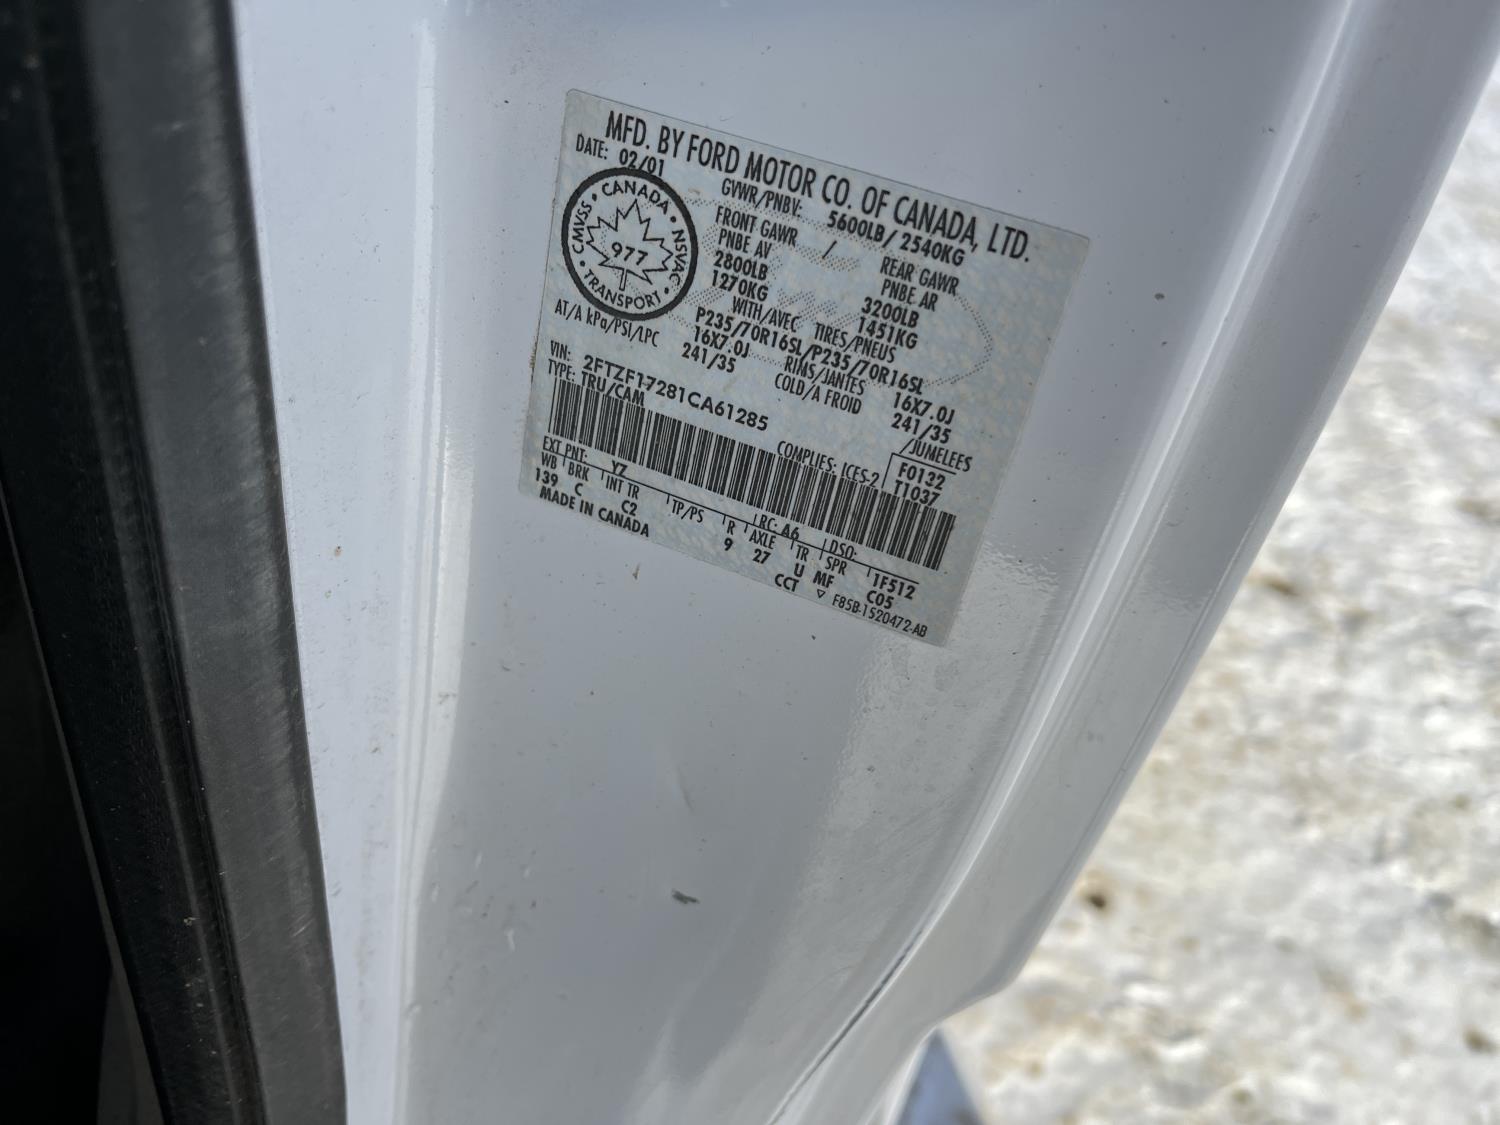 MFD. BY FORD MOTOR CO. OF CANADA, LTD.
DATE: 02/01 GVWR/PNBV: 5600LB / 2540KG
CANADA • NSVAC • TRANSPORT • CMVSS •
977
FRONT GAWR / REAR GAWR
PNBE AV PNBE AR
2800LB 3200LB
1270KG 1451KG
WITH/AVEC TIRES/PNEUS
P235/70R16SL/P235/70R16SL
16X7.0J RIMS/JANTES 16X7.0J
AT/A kPa/PSI/LPC 241/35 COLD/A FROID 241/35
/JUMELEES
VIN: 2FTZF17281CA61285
TYPE: TRU/CAM COMPLIES: ICES-2 F0132
T1037
EXT PNT: Y7 RC: A6 DSO:
WB BRK INT TR TP/PS R AXLE TR SPR 1F512
139 C C2 9 27 U MF C05
MADE IN CANADA CCT ▽ F85B-1520472-AB